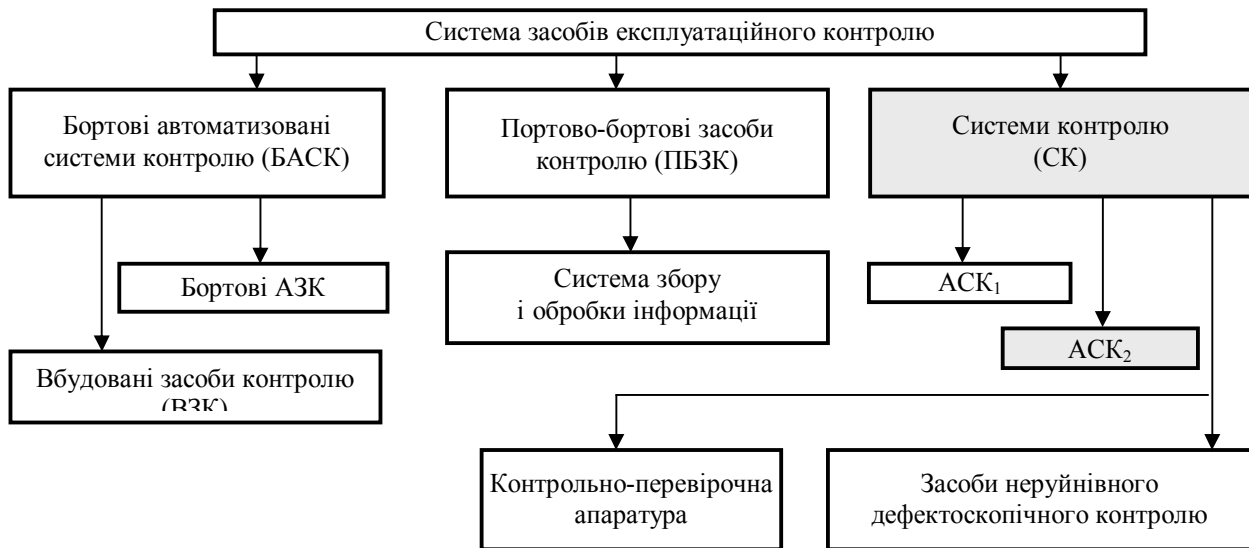 Система засобів експлуатаційного контролю
Бортові автоматизовані
системи контролю (БАСК)
Портово-бортові засоби
контролю (ПБЗК)
Системи контролю
(СК)
Бортові АЗК
Система збору
і обробки інформації
АСК₁
АСК₂
Вбудовані засоби контролю
(ВЗК)
Контрольно-перевірочна
апаратура
Засоби неруйнівного
дефектоскопічного контролю